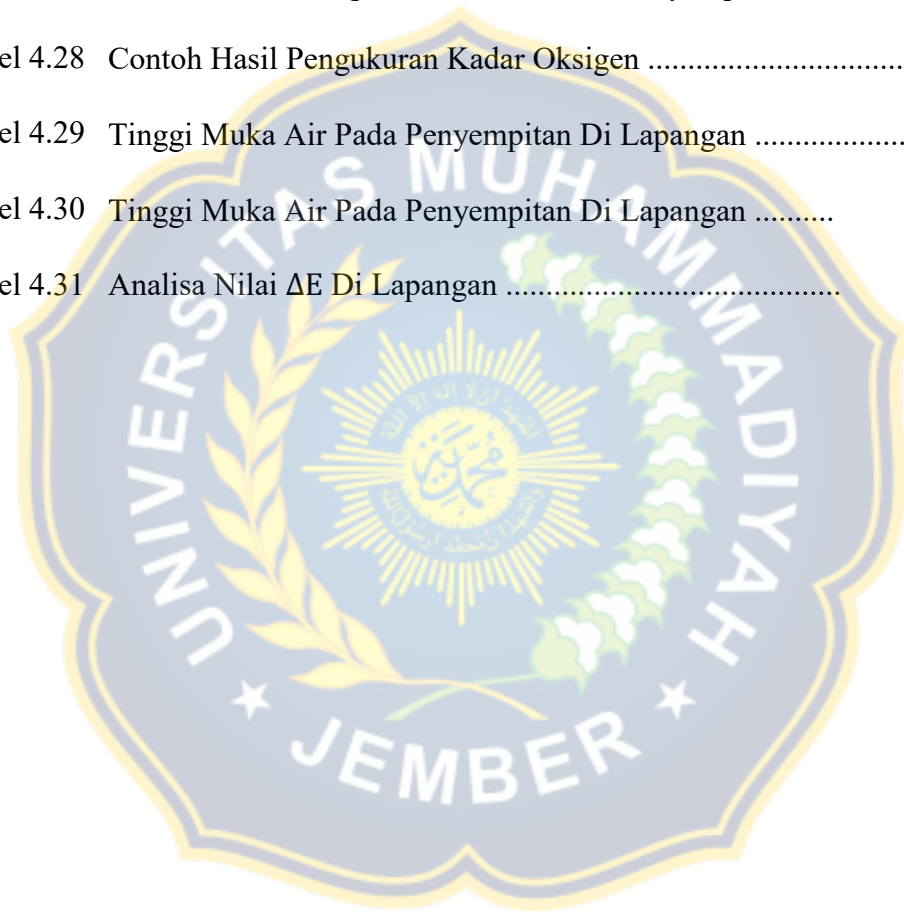 el 4.28 Contoh Hasil Pengukuran Kadar Oksigen ................................
el 4.29 Tinggi Muka Air Pada Penyempitan Di Lapangan ...................
el 4.30 Tinggi Muka Air Pada Penyempitan Di Lapangan ..........
el 4.31 Analisa Nilai ΔE Di Lapangan ..........................................
UNIVERSITAS MUHAMMADIYAH
JEMBER